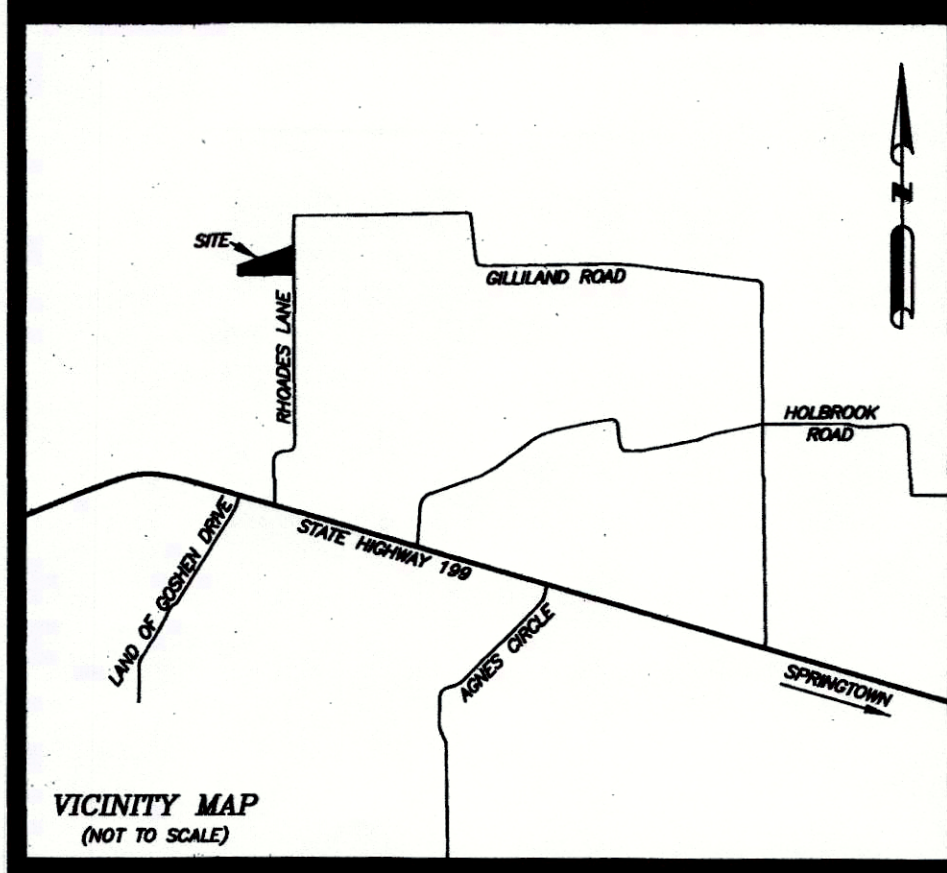 N
SITE
GILLILAND ROAD
RHOADES LANE
HOLBROOK
ROAD
STATE HIGHWAY 199
LAND OF GOSHEN DRIVE
AGNES CIRCLE
SPRINGTOWN
VICINITY MAP
(NOT TO SCALE)